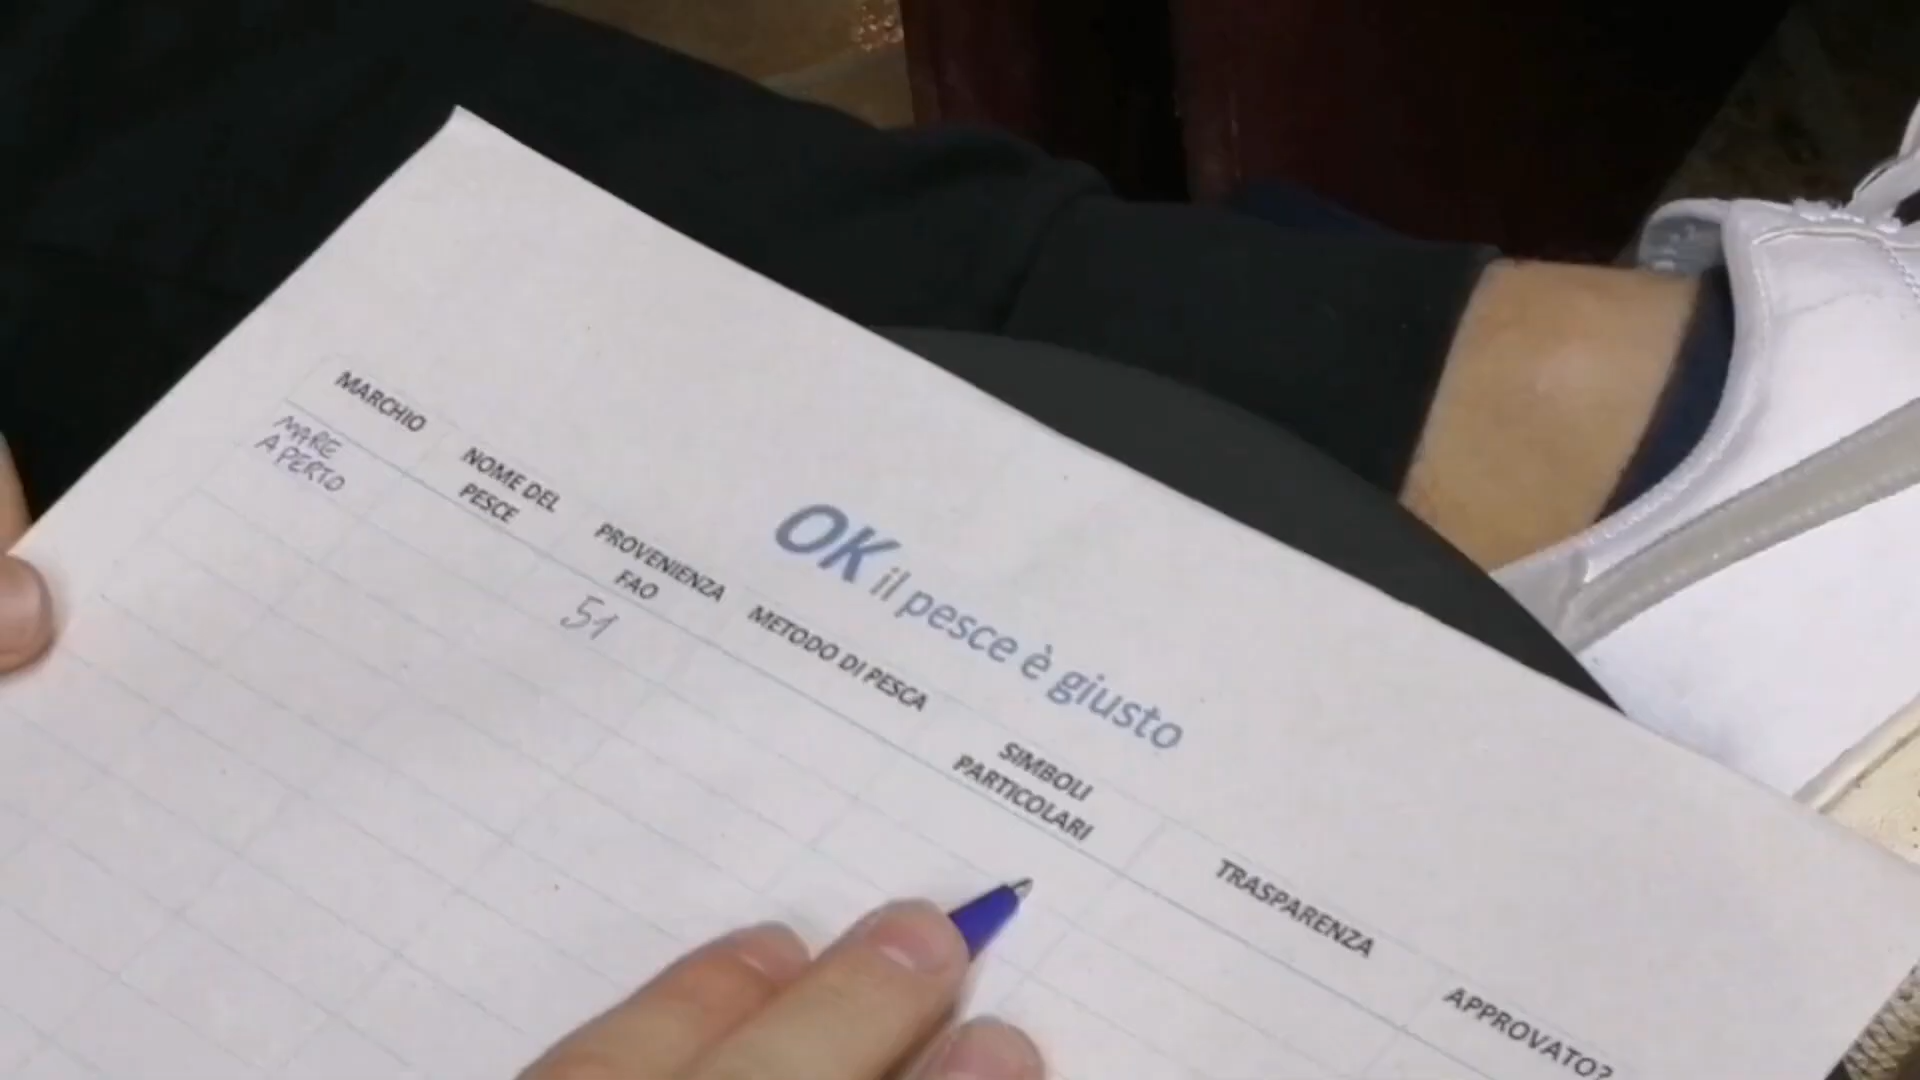 OK il pesce è giusto
MARCHIO
NOME DEL
PESCE
PROVENIENZA
FAO
METODO DI PESCA
SIMBOLI
PARTICOLARI
TRASPARENZA
APPROVATO?
MARE
APERTO
51